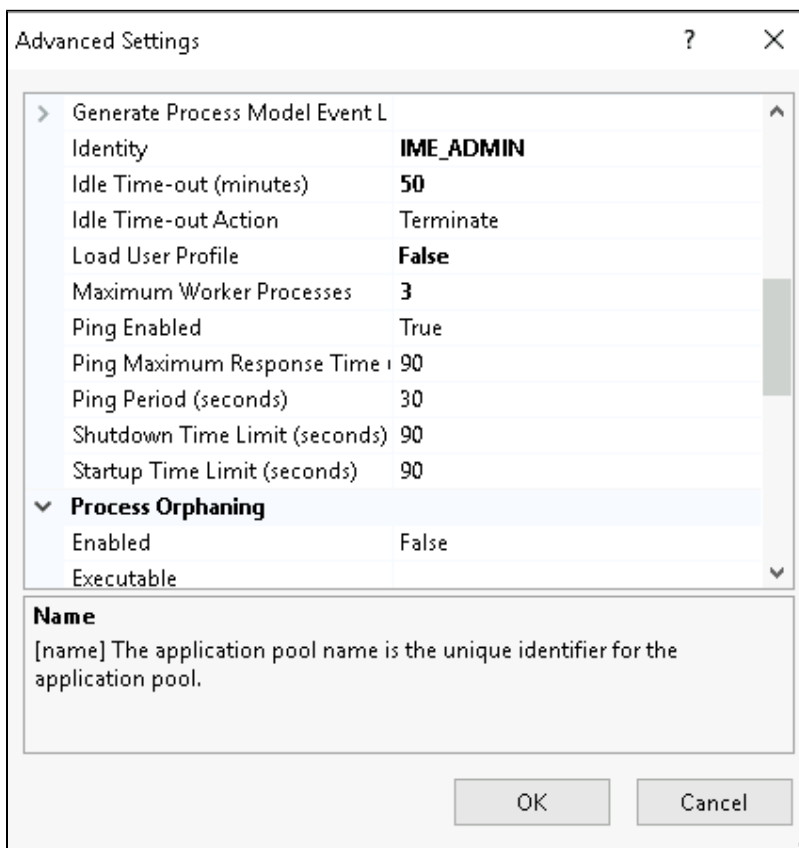 Advanced Settings ?
Generate Process Model Event L
Identity IME_ADMIN
Idle Time-out (minutes) 50
Idle Time-out Action Terminate
Load User Profile False
Maximum Worker Processes 3
Ping Enabled True
Ping Maximum Response Time ( 90
Ping Period (seconds) 30
Shutdown Time Limit (seconds) 90
Startup Time Limit (seconds) 90
Process Orphaning
Enabled False
Executable
Name
[name] The application pool name is the unique identifier for the
application pool.
OK Cancel